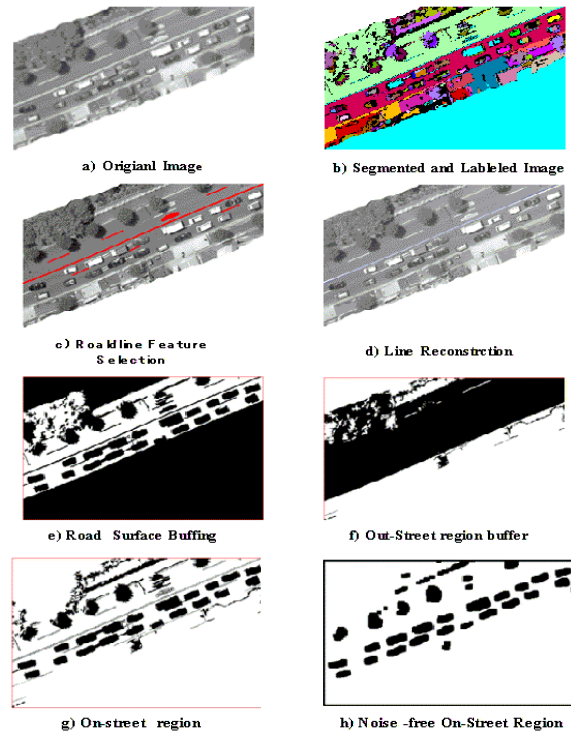 a) Origianl Image
b) Segmented and Lableled Image
c) Roaldline Feature
Selection
d) Line Reconstrction
e) Road Surface Buffing
f) Out-Street region buffer
g) On-street region
h) Noise -free On-Street Region